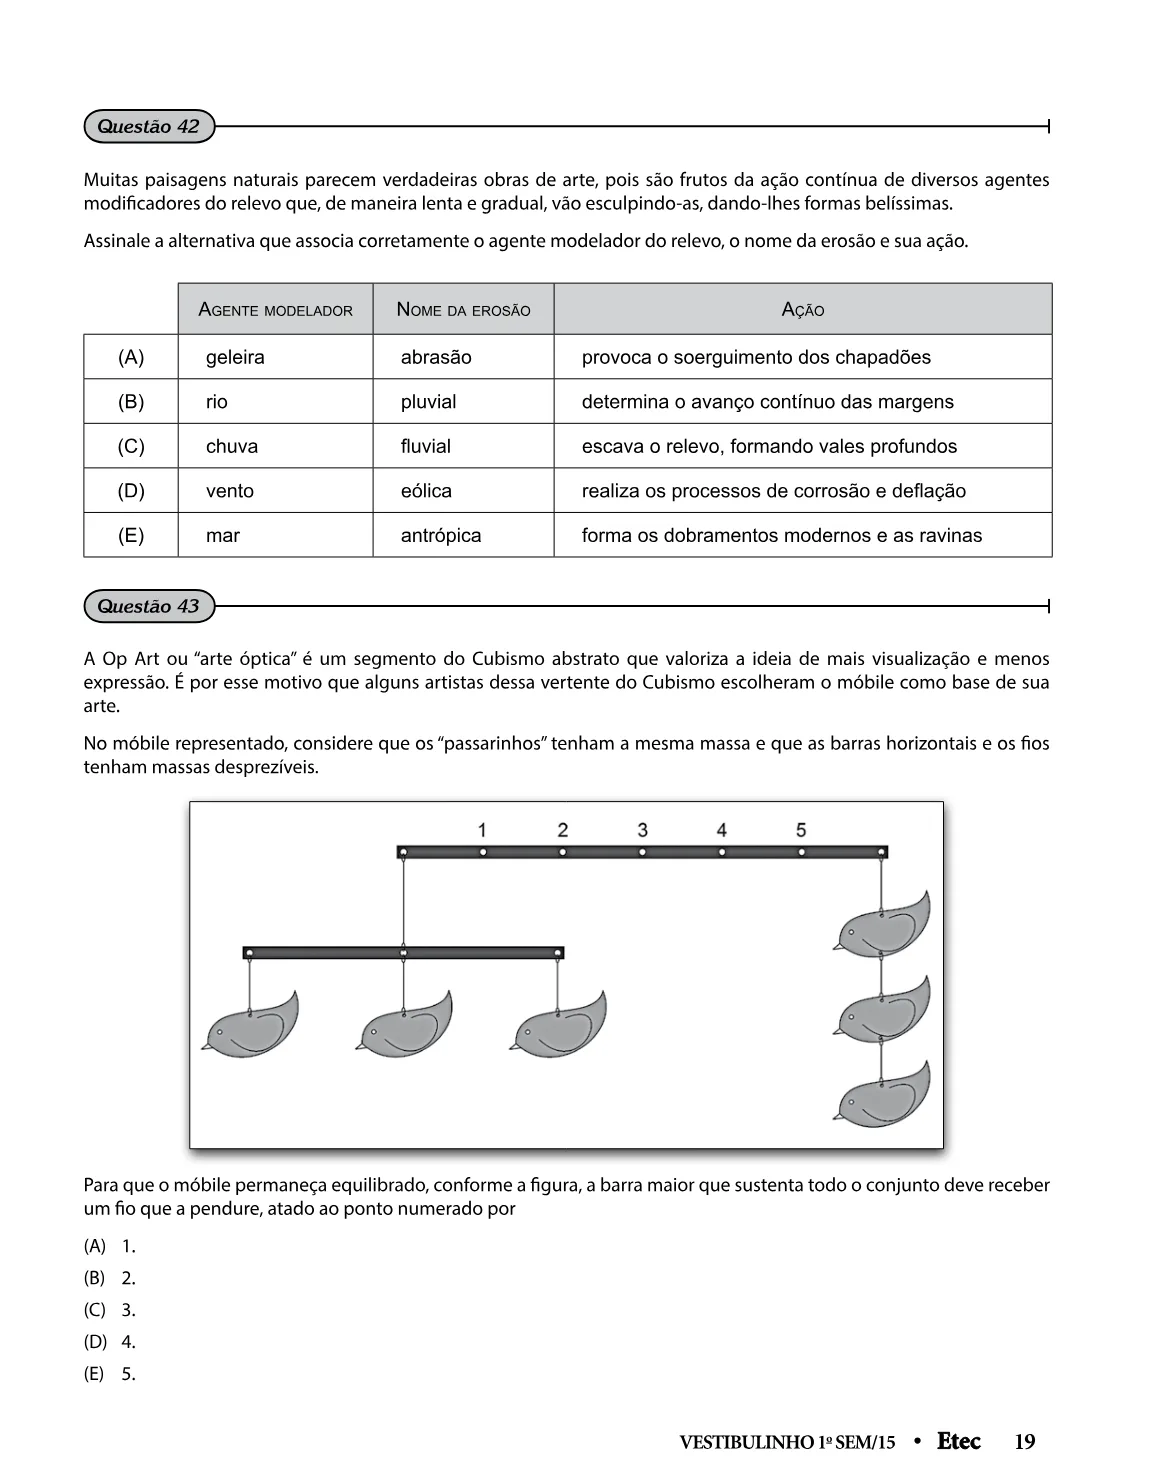 Questão 42
Muitas paisagens naturais parecem verdadeiras obras de arte, pois são frutos da ação contínua de diversos agentes
modificadores do relevo que, de maneira lenta e gradual, vão esculpindo-as, dando-lhes formas belíssimas.
Assinale a alternativa que associa corretamente o agente modelador do relevo, o nome da erosão e sua ação.
AGENTE MODELADOR NOME DA EROSÃO AÇÃO
(A) geleira abrasão provoca o soerguimento dos chapadões
(B) rio pluvial determina o avanço contínuo das margens
(C) chuva fluvial escava o relevo, formando vales profundos
(D) vento eólica realiza os processos de corrosão e deflação
(E) mar antrópica forma os dobramentos modernos e as ravinas
Questão 43
A Op Art ou “arte óptica” é um segmento do Cubismo abstrato que valoriza a ideia de mais visualização e menos
expressão. É por esse motivo que alguns artistas dessa vertente do Cubismo escolheram o móbile como base de sua
arte.
No móbile representado, considere que os “passarinhos” tenham a mesma massa e que as barras horizontais e os fios
tenham massas desprezíveis.
1 2 3 4 5
Para que o móbile permaneça equilibrado, conforme a figura, a barra maior que sustenta todo o conjunto deve receber
um fio que a pendure, atado ao ponto numerado por
(A) 1.
(B) 2.
(C) 3.
(D) 4.
(E) 5.
VESTIBULINHO 1º SEM/15 • Etec 19